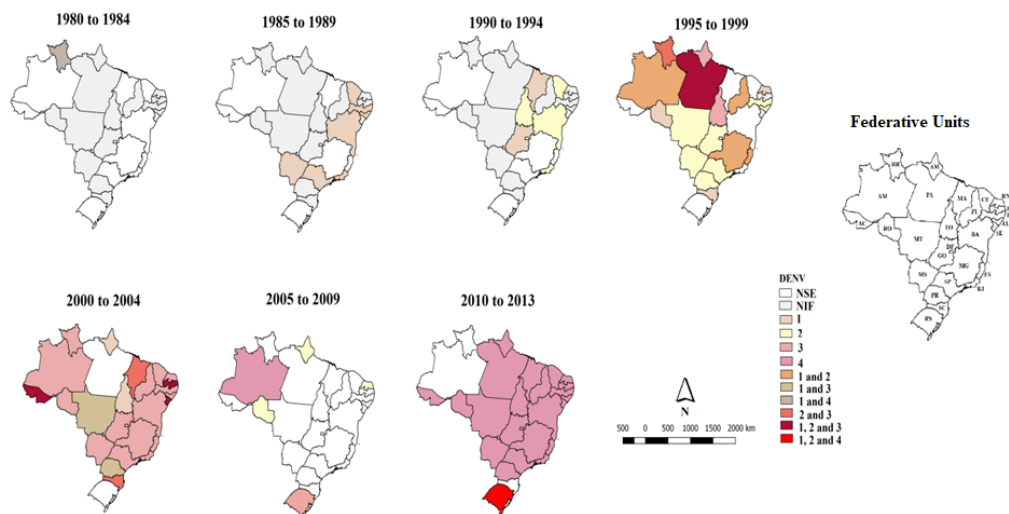 1980 to 1984
1985 to 1989
1990 to 1994
1995 to 1999
Federative Units
RR
AM
AM
PA
MA
CE
RN
PI
AC
RO
TO
BA
SE
MT
DF
GO
MG
MS
ES
SP
RJ
PR
SC
RS
2000 to 2004
2005 to 2009
2010 to 2013
DENV
NSE
NIF
1
2
3
4
1 and 2
1 and 3
1 and 4
2 and 3
1, 2 and 3
1, 2 and 4
N
500 0 500 1000 1500 2000 km